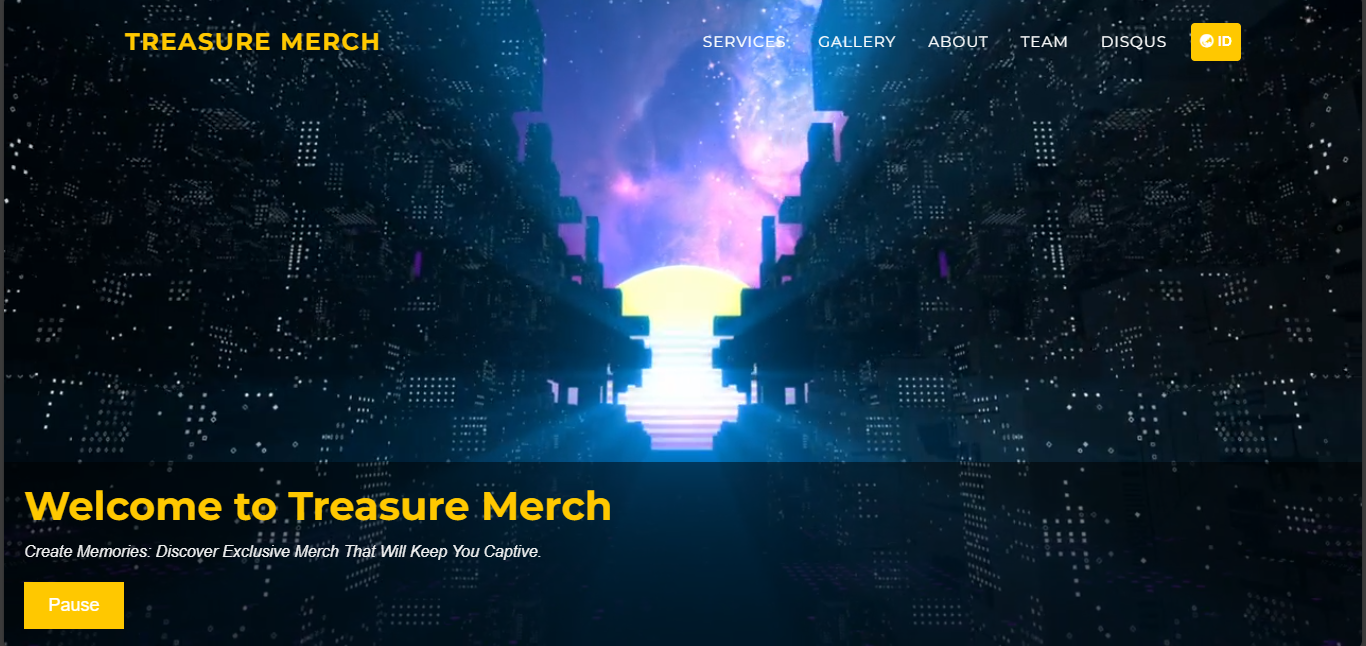 TREASURE MERCH
SERVICES GALLERY ABOUT TEAM DISQUS ID
Welcome to Treasure Merch
Create Memories: Discover Exclusive Merch That Will Keep You Captive.
Pause